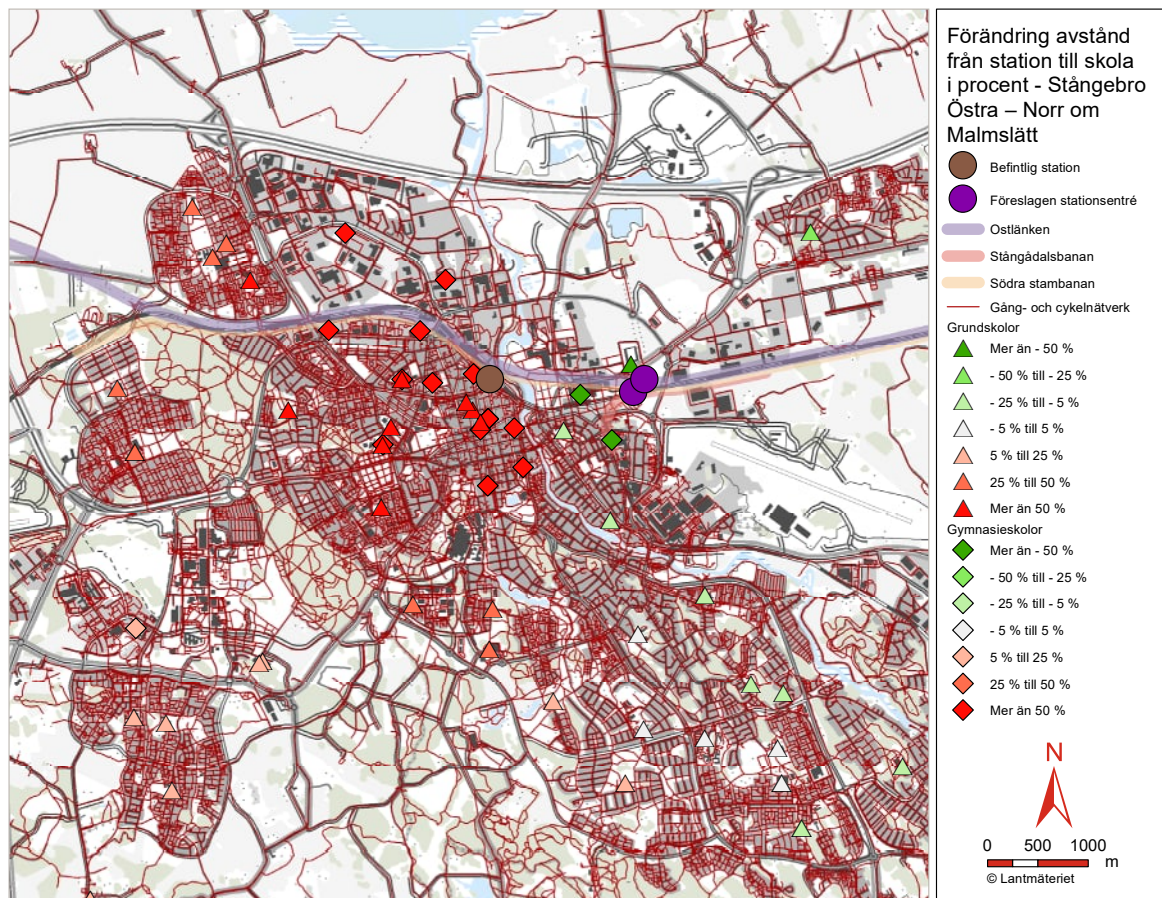 Förändring avstånd
från station till skola
i procent - Stångebro
Östra – Norr om
Malmslätt
Befintlig station
Föreslagen stationsentré
Ostlänken
Stångådalsbanan
Södra stambanan
Gång- och cykelnätverk
Grundskolor
Mer än - 50 %
- 50 % till - 25 %
- 25 % till - 5 %
- 5 % till 5 %
5 % till 25 %
25 % till 50 %
Mer än 50 %
Gymnasieskolor
Mer än - 50 %
- 50 % till - 25 %
- 25 % till - 5 %
- 5 % till 5 %
5 % till 25 %
25 % till 50 %
Mer än 50 %
N
0 500 1000
m
© Lantmäteriet